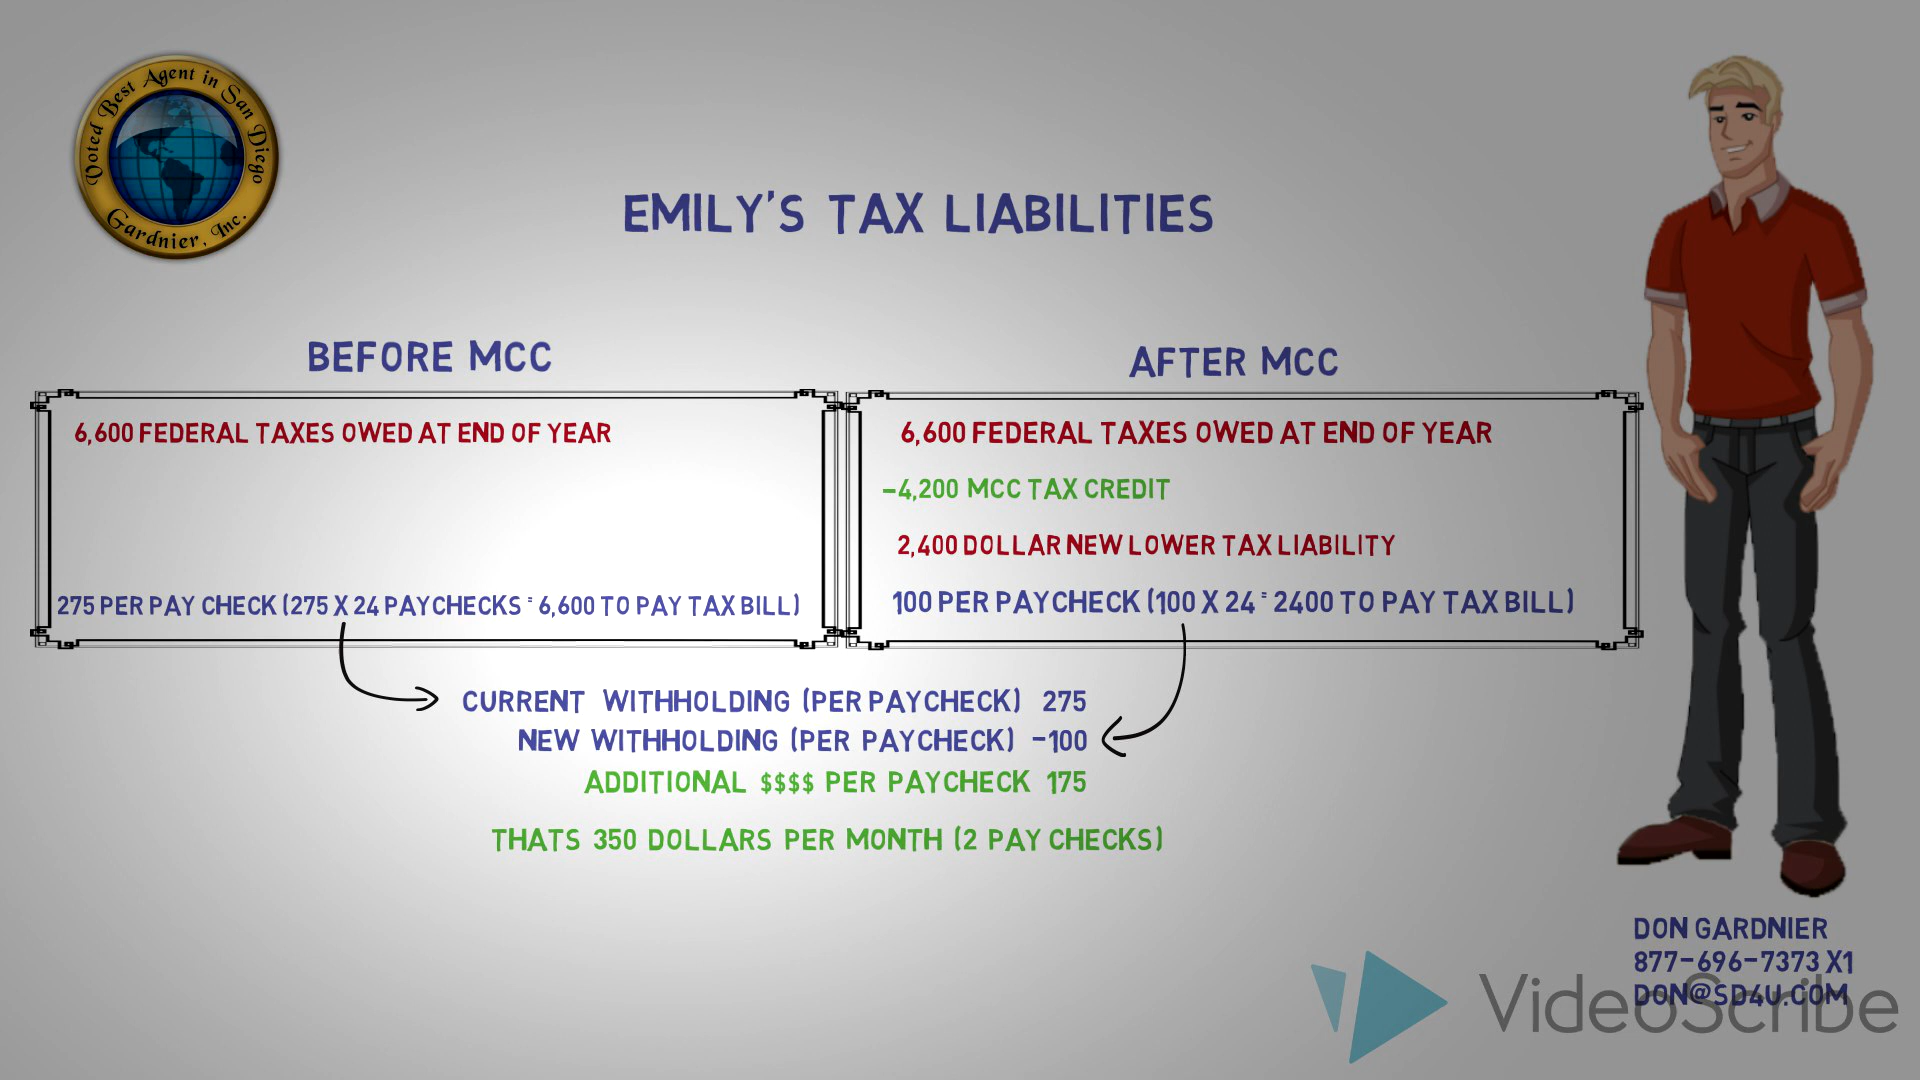 Voted Best Agent in San Diego
Gardnier, Inc.
EMILY'S TAX LIABILITIES
BEFORE MCC
6,600 FEDERAL TAXES OWED AT END OF YEAR
275 PER PAY CHECK (275 X 24 PAYCHECKS = 6,600 TO PAY TAX BILL)
AFTER MCC
6,600 FEDERAL TAXES OWED AT END OF YEAR
-4,200 MCC TAX CREDIT
2,400 DOLLAR NEW LOWER TAX LIABILITY
100 PER PAYCHECK (100 X 24 = 2400 TO PAY TAX BILL)
CURRENT WITHHOLDING (PER PAYCHECK) 275
NEW WITHHOLDING (PER PAYCHECK) -100
ADDITIONAL $$$$ PER PAYCHECK 175
THATS 350 DOLLARS PER MONTH (2 PAY CHECKS)
DON GARDNIER
877-696-7373 X1
DON@SD4U.COM
VideoScribe